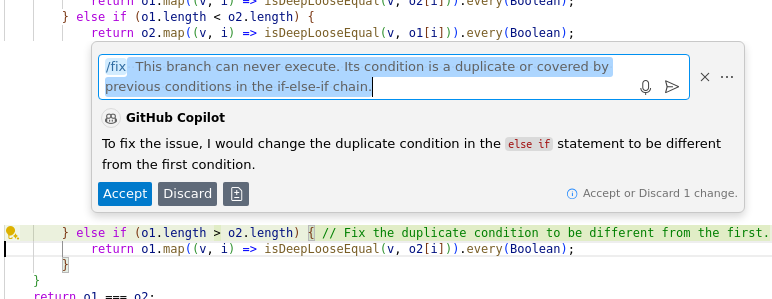 return o1.map((v, i) => isDeepLooseEqual(v, o2[i])).every(Boolean);
} else if (o1.length < o2.length) {
return o2.map((v, i) => isDeepLooseEqual(v, o1[i])).every(Boolean);
/fix This branch can never execute. Its condition is a duplicate or covered by
previous conditions in the if-else-if chain.
GitHub Copilot
To fix the issue, I would change the duplicate condition in the else if statement to be different
from the first condition.
Accept Discard Accept or Discard 1 change.
} else if (o1.length > o2.length) { // Fix the duplicate condition to be different from the first.
return o1.map((v, i) => isDeepLooseEqual(v, o2[i])).every(Boolean);
}
}
return o1 === o2;